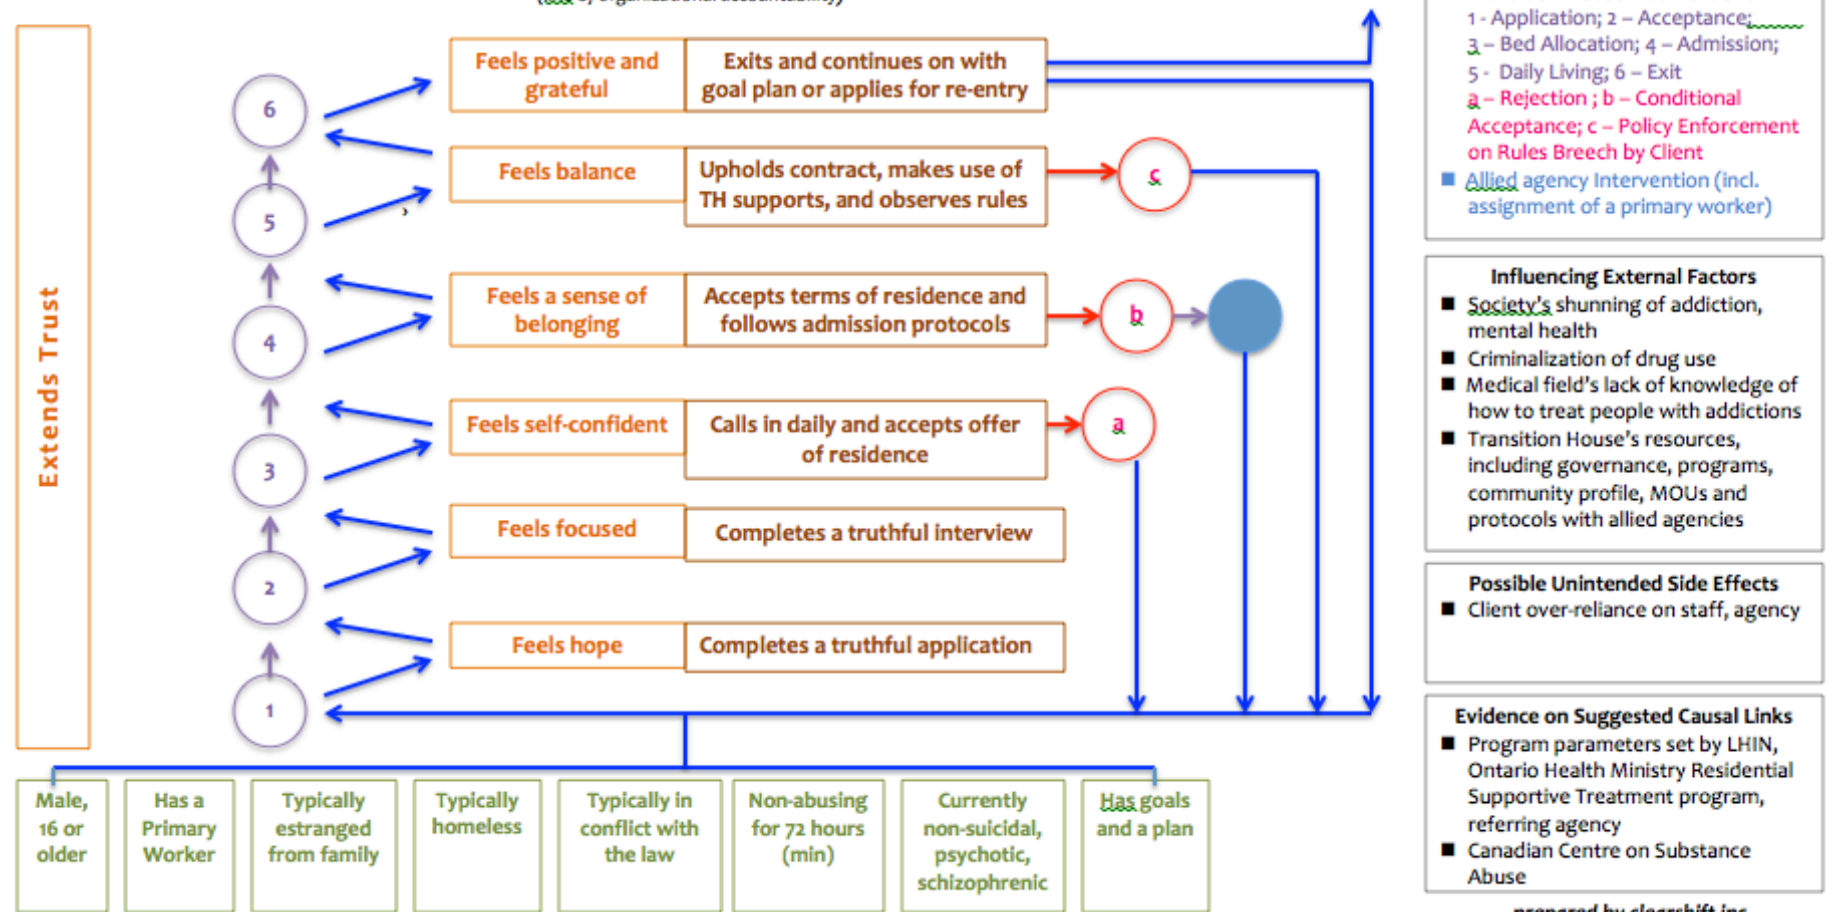 of organizational accountability)
Extends Trust
6
Feels positive and
grateful
Exits and continues on with
goal plan or applies for re-entry
5
Feels balance
Upholds contract, makes use of
TH supports, and observes rules
c
4
Feels a sense of
belonging
Accepts terms of residence and
follows admission protocols
b
3
Feels self-confident
Calls in daily and accepts offer
of residence
a
2
Feels focused
Completes a truthful interview
1
Feels hope
Completes a truthful application
Male,
16 or
older
Has a
Primary
Worker
Typically
estranged
from family
Typically
homeless
Typically in
conflict with
the law
Non-abusing
for 72 hours
(min)
Currently
non-suicidal,
psychotic,
schizophrenic
Has goals
and a plan
1 - Application; 2 – Acceptance;
3 – Bed Allocation; 4 – Admission;
5 - Daily Living; 6 – Exit
a – Rejection ; b – Conditional
Acceptance; c – Policy Enforcement
on Rules Breech by Client
■ Allied agency Intervention (incl.
assignment of a primary worker)
Influencing External Factors
■ Society's shunning of addiction,
mental health
■ Criminalization of drug use
■ Medical field's lack of knowledge of
how to treat people with addictions
■ Transition House's resources,
including governance, programs,
community profile, MOUs and
protocols with allied agencies
Possible Unintended Side Effects
■ Client over-reliance on staff, agency
Evidence on Suggested Causal Links
■ Program parameters set by LHIN,
Ontario Health Ministry Residential
Supportive Treatment program,
referring agency
■ Canadian Centre on Substance
Abuse
prepared by clearshift inc